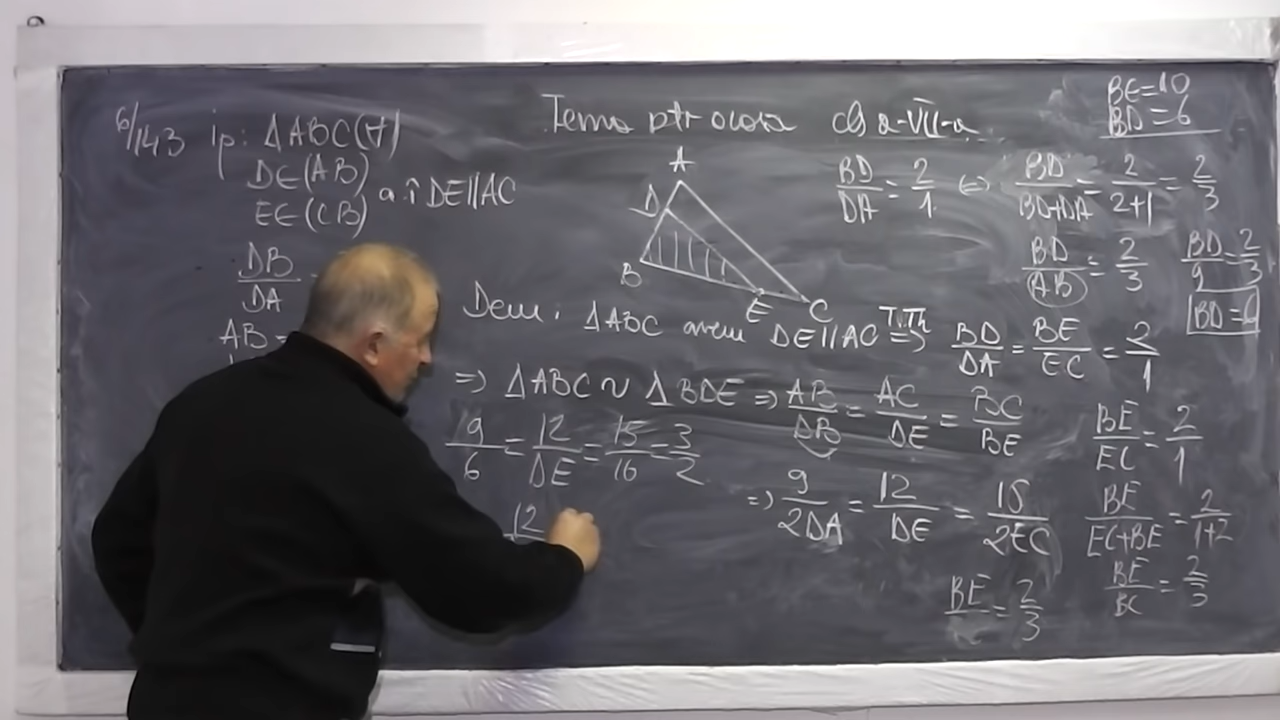 6/143 ip: ΔABC(∀)
D∈(AB)
E∈(CB)
a.î DE∥AC
DB/DA
AB=
Tema ptr ora cls a-VII-a
BE=10
BD=6
A
D
B
E
C
BD/DA = 2/1 ⇔ BD/(BD+DA) = 2/(2+1) = 2/3
BD/AB = 2/3
BD/9 = 2/3
BD=6
Dem: ΔABC avem DE∥AC T.Th ⇒ BD/DA = BE/EC = 2/1
⇒ ΔABC ~ ΔBDE ⇒ AB/DB = AC/DE = BC/BE
9/6 = 12/DE = 15/16 = 3/2
⇒ 9/2DA = 12/DE = 15/2EC
12
BE/EC = 2/1
BE/(EC+BE) = 2/(1+2)
BE/BC = 2/3
BE = 2/3